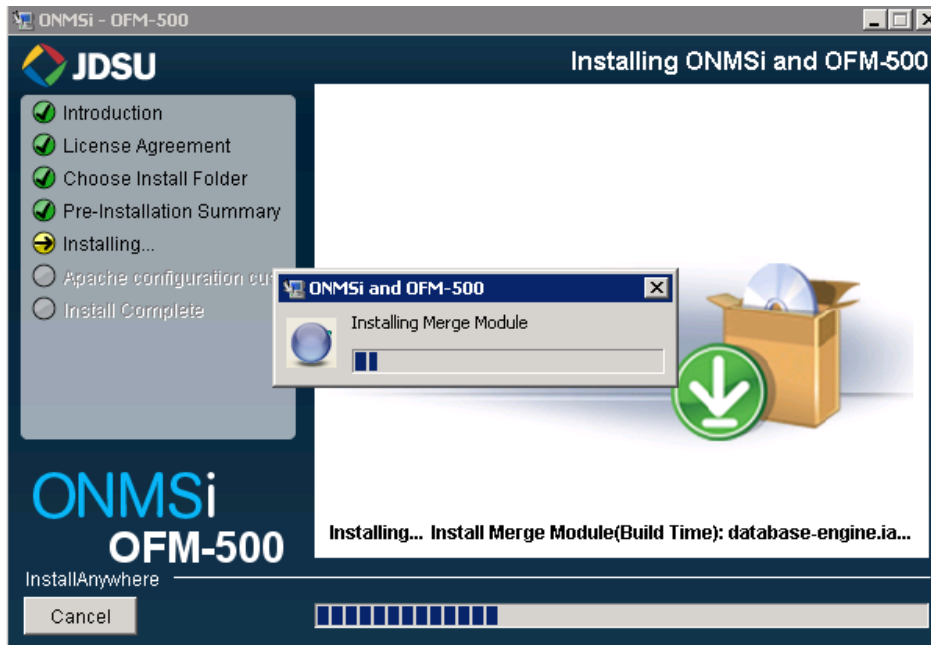 ONMSi - OFM-500
JDSU
Installing ONMSi and OFM-500
Introduction
License Agreement
Choose Install Folder
Pre-Installation Summary
Installing...
Apache configuration
Install Complete
ONMSi and OFM-500
Installing Merge Module
ONMSi
OFM-500
Installing... Install Merge Module(Build Time): database-engine.ia...
InstallAnywhere
Cancel